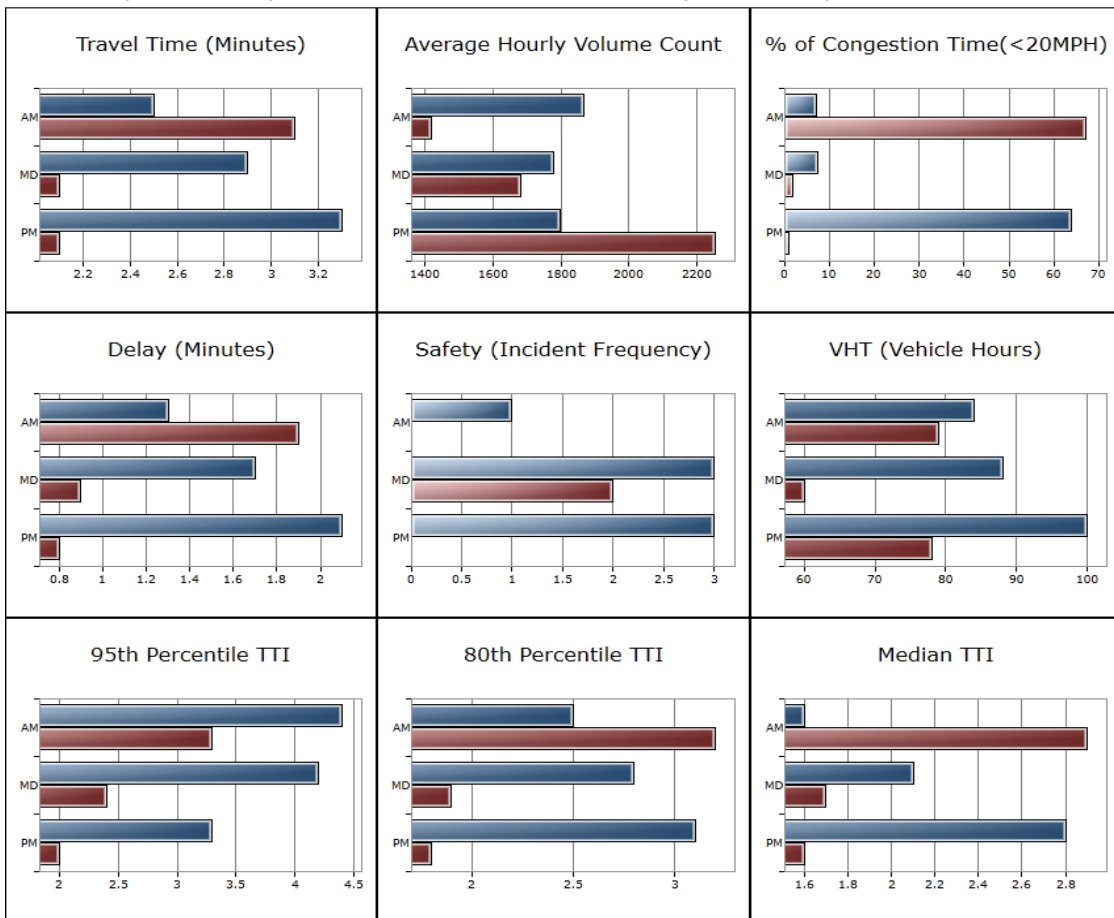 Travel Time (Minutes)
AM
MD
PM
2.2 2.4 2.6 2.8 3 3.2
Average Hourly Volume Count
AM
MD
PM
1400 1600 1800 2000 2200
% of Congestion Time(<20MPH)
AM
MD
PM
0 10 20 30 40 50 60 70
Delay (Minutes)
AM
MD
PM
0.8 1 1.2 1.4 1.6 1.8 2
Safety (Incident Frequency)
AM
MD
PM
0 0.5 1 1.5 2 2.5 3
VHT (Vehicle Hours)
AM
MD
PM
60 70 80 90 100
95th Percentile TTI
AM
MD
PM
2 2.5 3 3.5 4 4.5
80th Percentile TTI
AM
MD
PM
2 2.5 3
Median TTI
AM
MD
PM
1.6 1.8 2 2.2 2.4 2.6 2.8